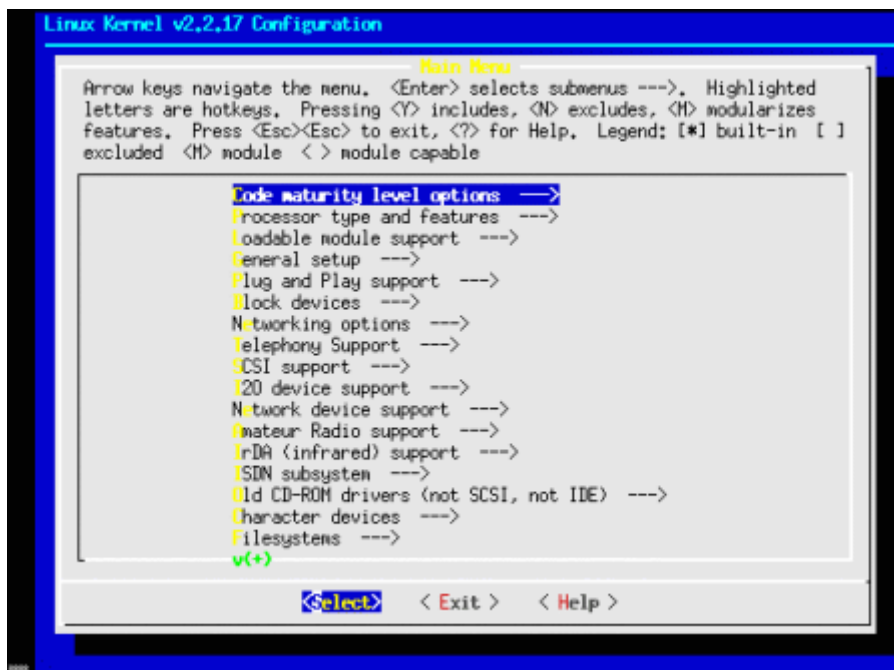 Linux Kernel v2.2.17 Configuration
Main Menu
Arrow keys navigate the menu. <Enter> selects submenus --->. Highlighted
letters are hotkeys. Pressing <Y> includes, <N> excludes, <M> modularizes
features. Press <Esc><Esc> to exit, <?> for Help. Legend: [*] built-in [ ]
excluded <M> module < > module capable
Code maturity level options --->
Processor type and features --->
Loadable module support --->
General setup --->
Plug and Play support --->
Block devices --->
Networking options --->
Telephony Support --->
SCSI support --->
I2O device support --->
Network device support --->
Amateur Radio support --->
IrDA (infrared) support --->
ISDN subsystem --->
Old CD-ROM drivers (not SCSI, not IDE) --->
Character devices --->
Filesystems --->
v(+)
<Select> < Exit > < Help >